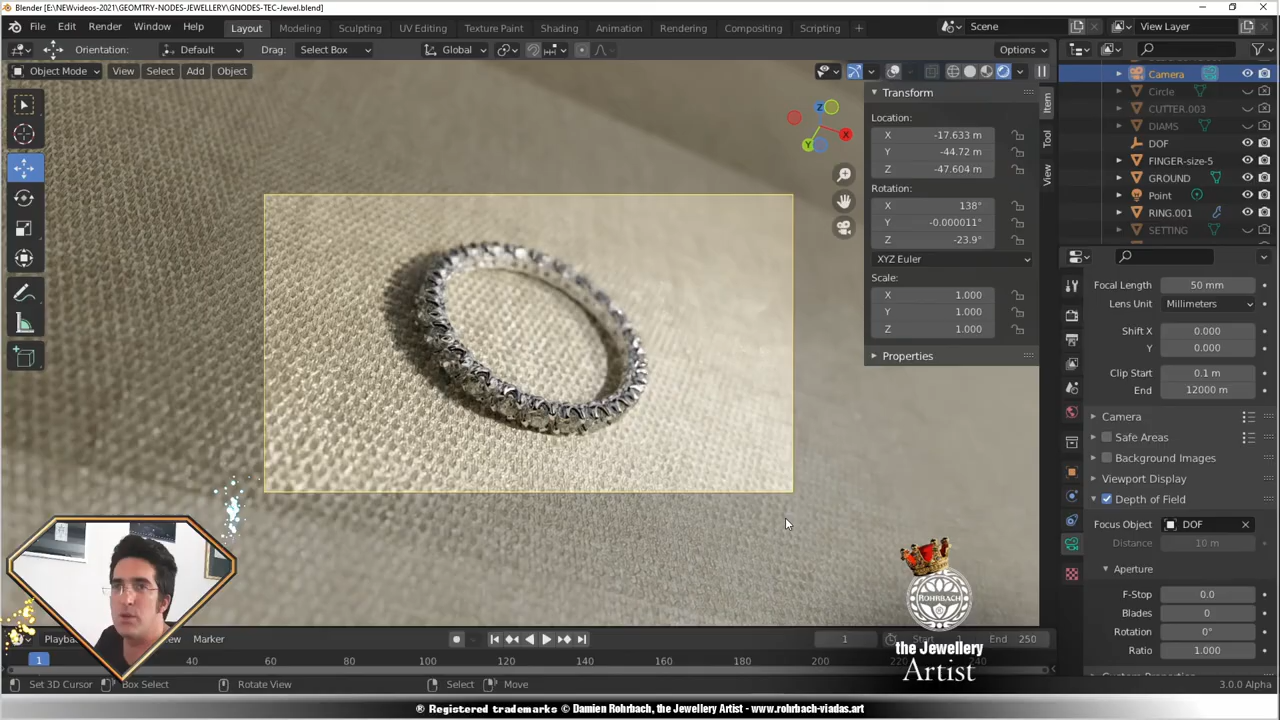 Blender [E:\NEWvideos-2021\GEOMTRY-NODES-JEWELLERY\GNODES-TEC-Jewel.blend]
File Edit Render Window Help Layout Modeling Sculpting UV Editing Texture Paint Shading Animation Rendering Compositing Scripting + Scene View Layer
Orientation: Default Drag: Select Box Global Options
Object Mode View Select Add Object
Transform
Location:
X -17.633 m
Y -44.72 m
Z -47.604 m
Rotation:
X 138°
Y -0.000011°
Z -23.9°
XYZ Euler
Scale:
X 1.000
Y 1.000
Z 1.000
Properties
Item
Tool
View
Z
X
Y
Camera
Circle
CUTTER.003
DIAMS
DOF
FINGER-size-5
GROUND
Point
RING.001
SETTING
Focal Length 50 mm
Lens Unit Millimeters
Shift X 0.000
Y 0.000
Clip Start 0.1 m
End 12000 m
Camera
Safe Areas
Background Images
Viewport Display
Depth of Field
Focus Object DOF
Distance 10 m
Aperture
F-Stop 0.0
Blades 0
Rotation 0°
Ratio 1.000
ROHRBACH
the Jewellery
Artist
Marker 1 Start 1 End 250
1 40 60 80 100 120 140 160 180 200 220 240
Set 3D Cursor Box Select Rotate View Select Move 3.0.0 Alpha
® Registered trademarks © Damien Rohrbach, the Jewellery Artist - www.rohrbach-viadas.art